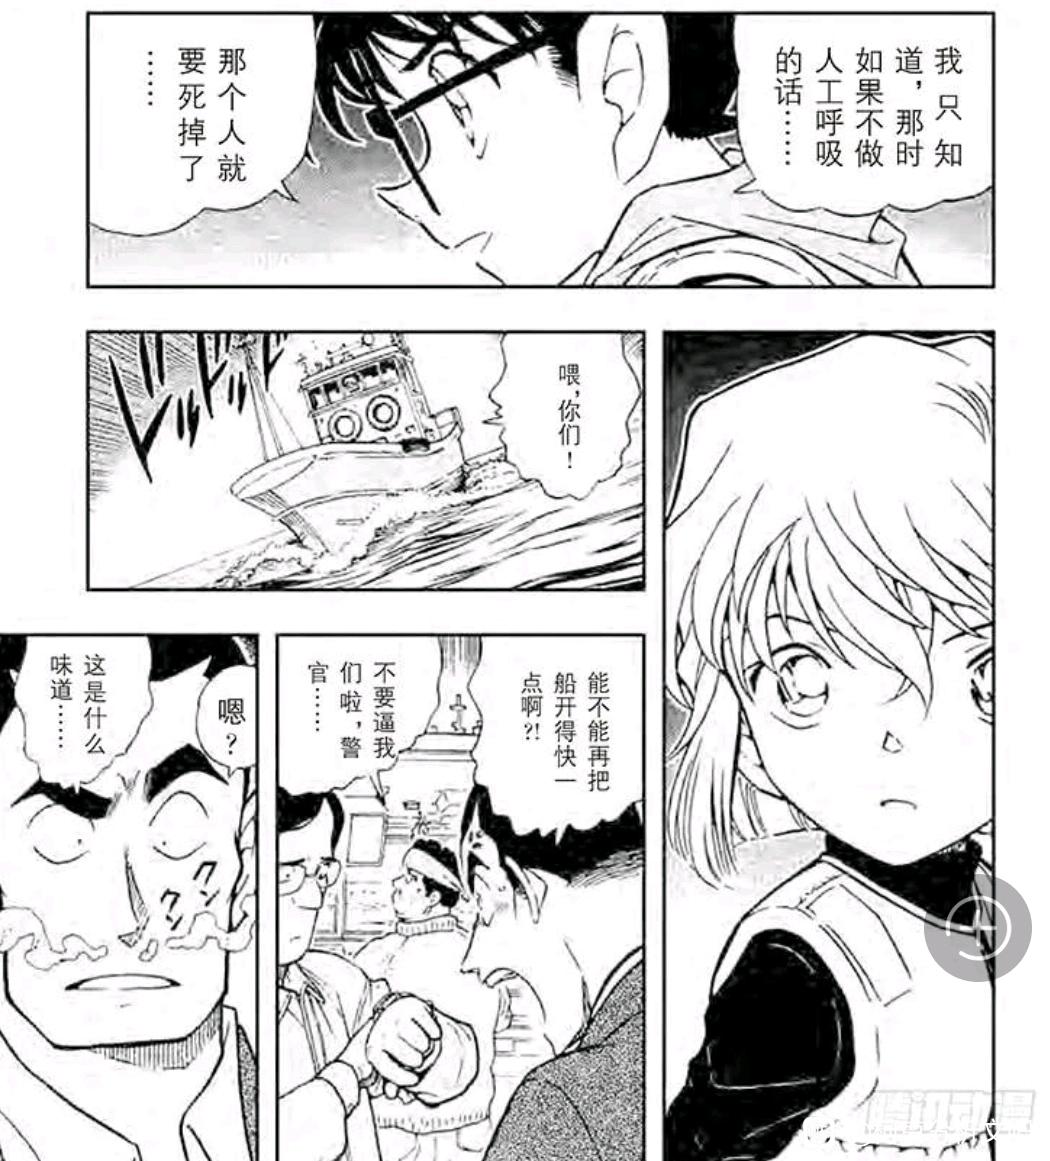 我只知
道，那时
如果不做
人工呼吸
的话……
那个人就
要死掉了
……
喂，你们！
能不能再把
船开得快一
点啊？！
不要逼我
们啦，警
官……
嗯？
这是什么
味道……